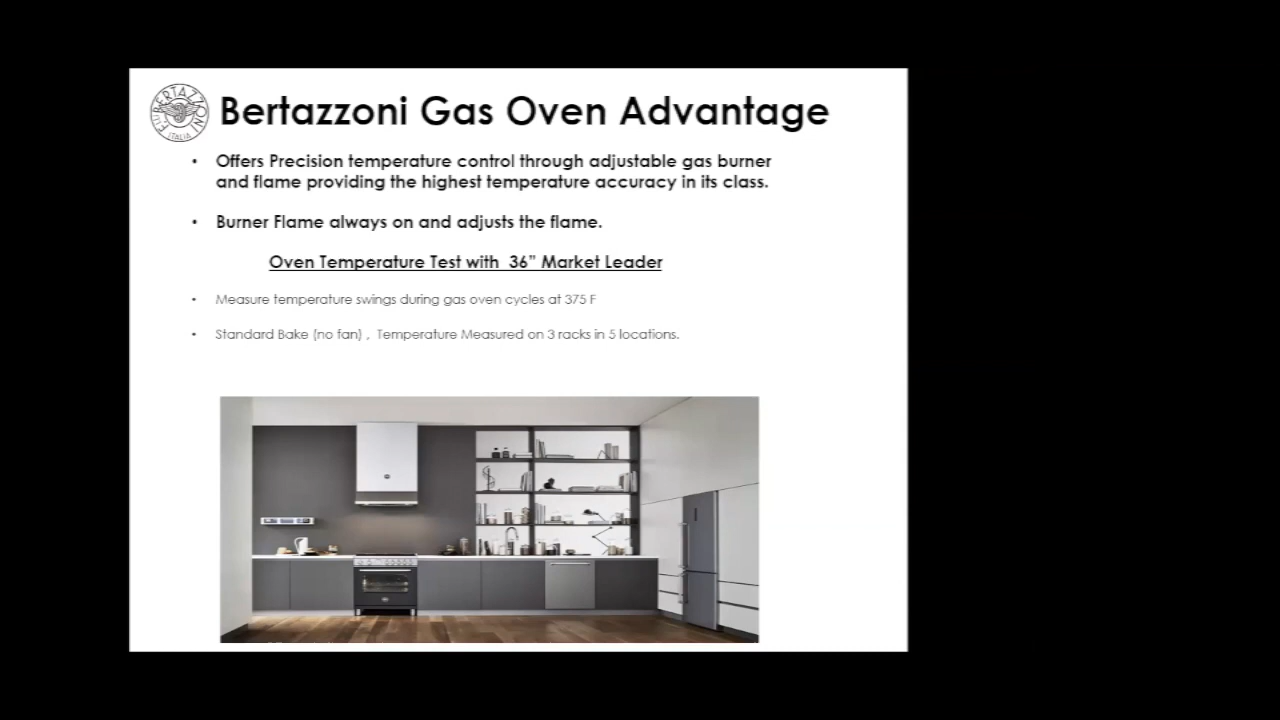 FLLI BERTAZZONI
ITALIA
Bertazzoni Gas Oven Advantage
• Offers Precision temperature control through adjustable gas burner
and flame providing the highest temperature accuracy in its class.
• Burner Flame always on and adjusts the flame.
Oven Temperature Test with 36” Market Leader
• Measure temperature swings during gas oven cycles at 375 F
• Standard Bake (no fan) , Temperature Measured on 3 racks in 5 locations.